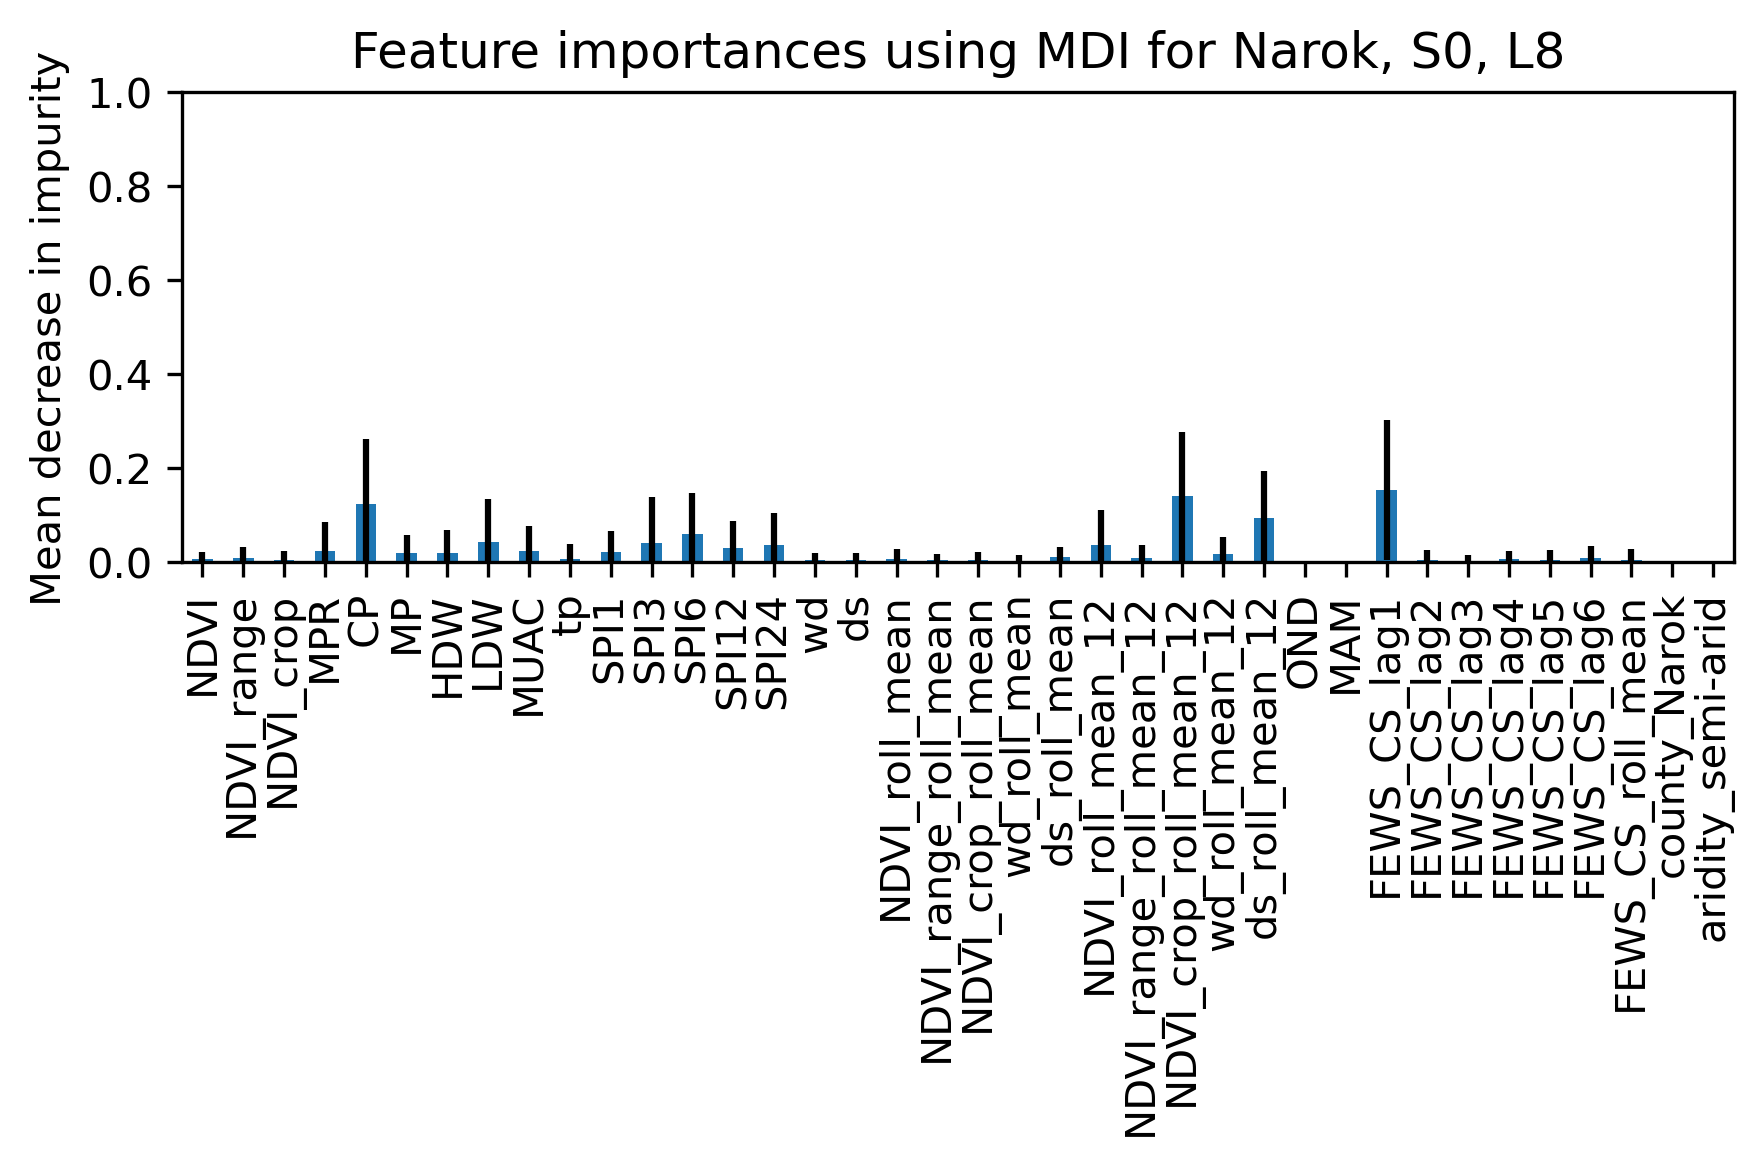 Feature importances using MDI for Narok, S0, L8
Mean decrease in impurity
1.0
0.8
0.6
0.4
0.2
0.0
NDVI
NDVI_range
NDVI_crop
MPR
CP
MP
HDW
LDW
MUAC
tp
SPI1
SPI3
SPI6
SPI12
SPI24
wd
ds
NDVI_roll_mean
NDVI_range_roll_mean
NDVI_crop_roll_mean
wd_roll_mean
ds_roll_mean
NDVI_roll_mean_12
NDVI_range_roll_mean_12
NDVI_crop_roll_mean_12
wd_roll_mean_12
ds_roll_mean_12
OND
MAM
FEWS_CS_lag1
FEWS_CS_lag2
FEWS_CS_lag3
FEWS_CS_lag4
FEWS_CS_lag5
FEWS_CS_lag6
FEWS_CS_roll_mean
county_Narok
aridity_semi-arid